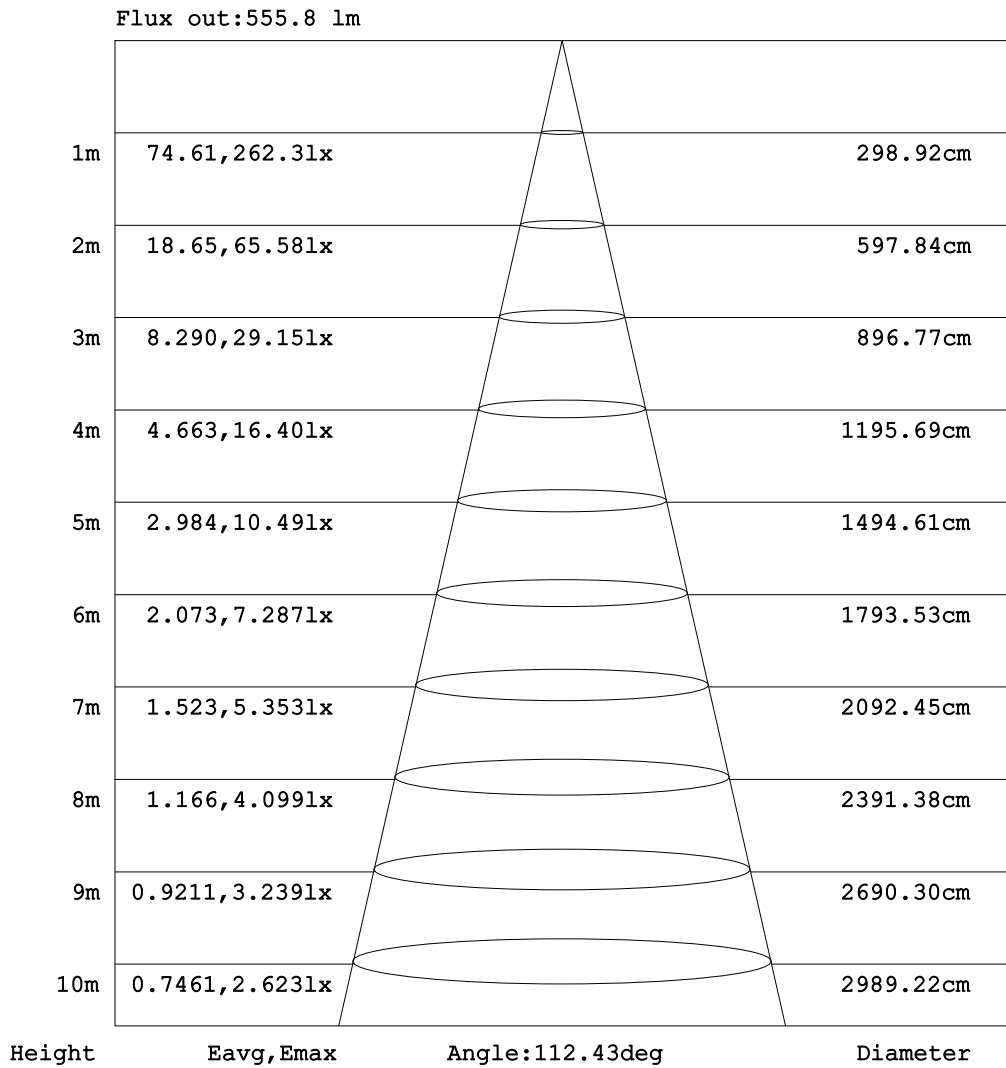 Flux out:555.8 lm
1m 74.61,262.3lx 298.92cm
2m 18.65,65.58lx 597.84cm
3m 8.290,29.15lx 896.77cm
4m 4.663,16.40lx 1195.69cm
5m 2.984,10.49lx 1494.61cm
6m 2.073,7.287lx 1793.53cm
7m 1.523,5.353lx 2092.45cm
8m 1.166,4.099lx 2391.38cm
9m 0.9211,3.239lx 2690.30cm
10m 0.7461,2.623lx 2989.22cm
Height Eavg,Emax Angle:112.43deg Diameter